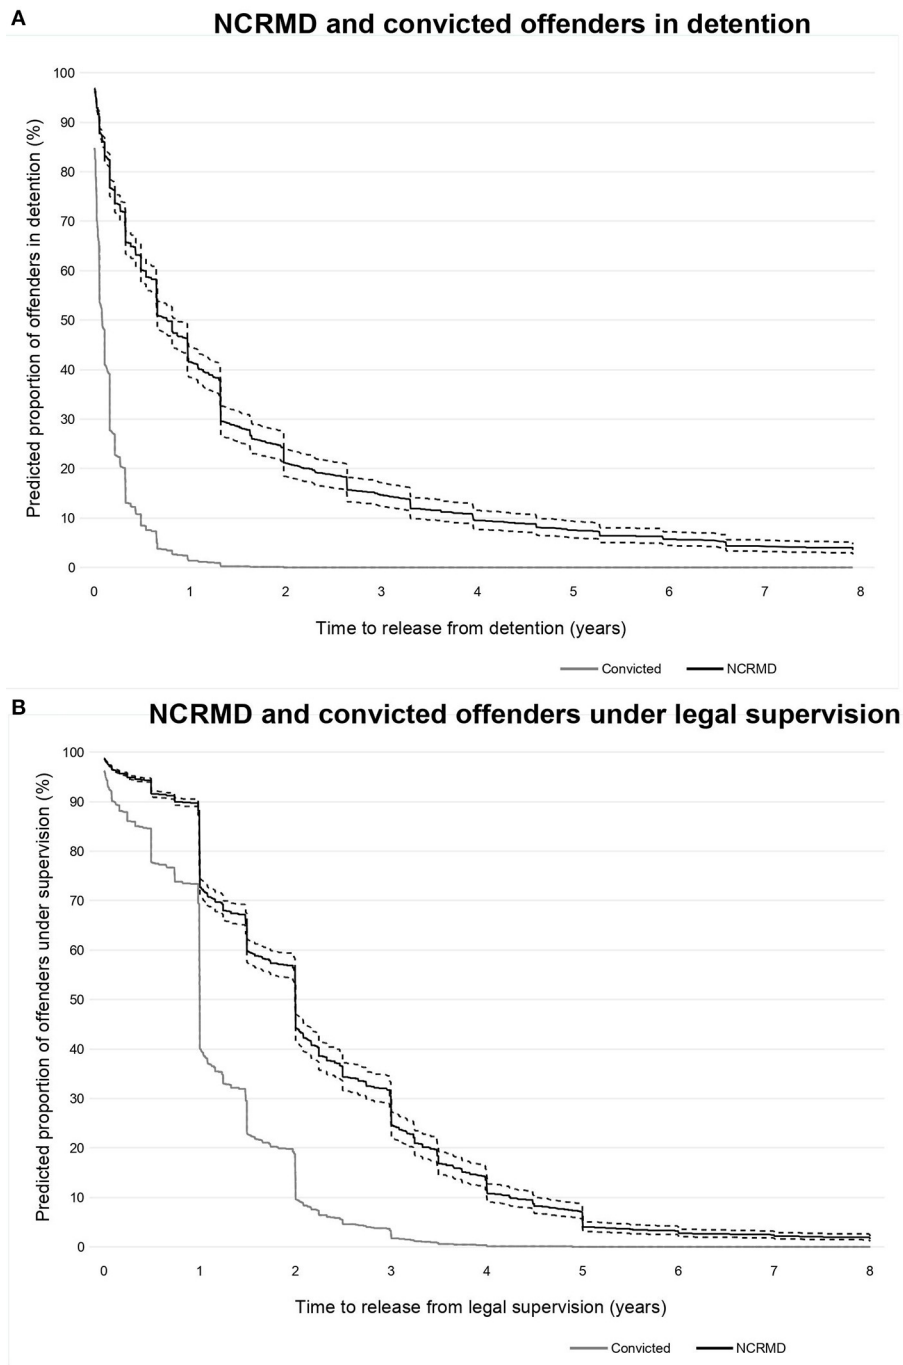 A
NCRMD and convicted offenders in detention
Predicted proportion of offenders in detention (%)
100
90
80
70
60
50
40
30
20
10
0
0 1 2 3 4 5 6 7 8
Time to release from detention (years)
Convicted NCRMD
B
NCRMD and convicted offenders under legal supervision
Predicted proportion of offenders under supervision (%)
100
90
80
70
60
50
40
30
20
10
0
0 1 2 3 4 5 6 7 8
Time to release from legal supervision (years)
Convicted NCRMD